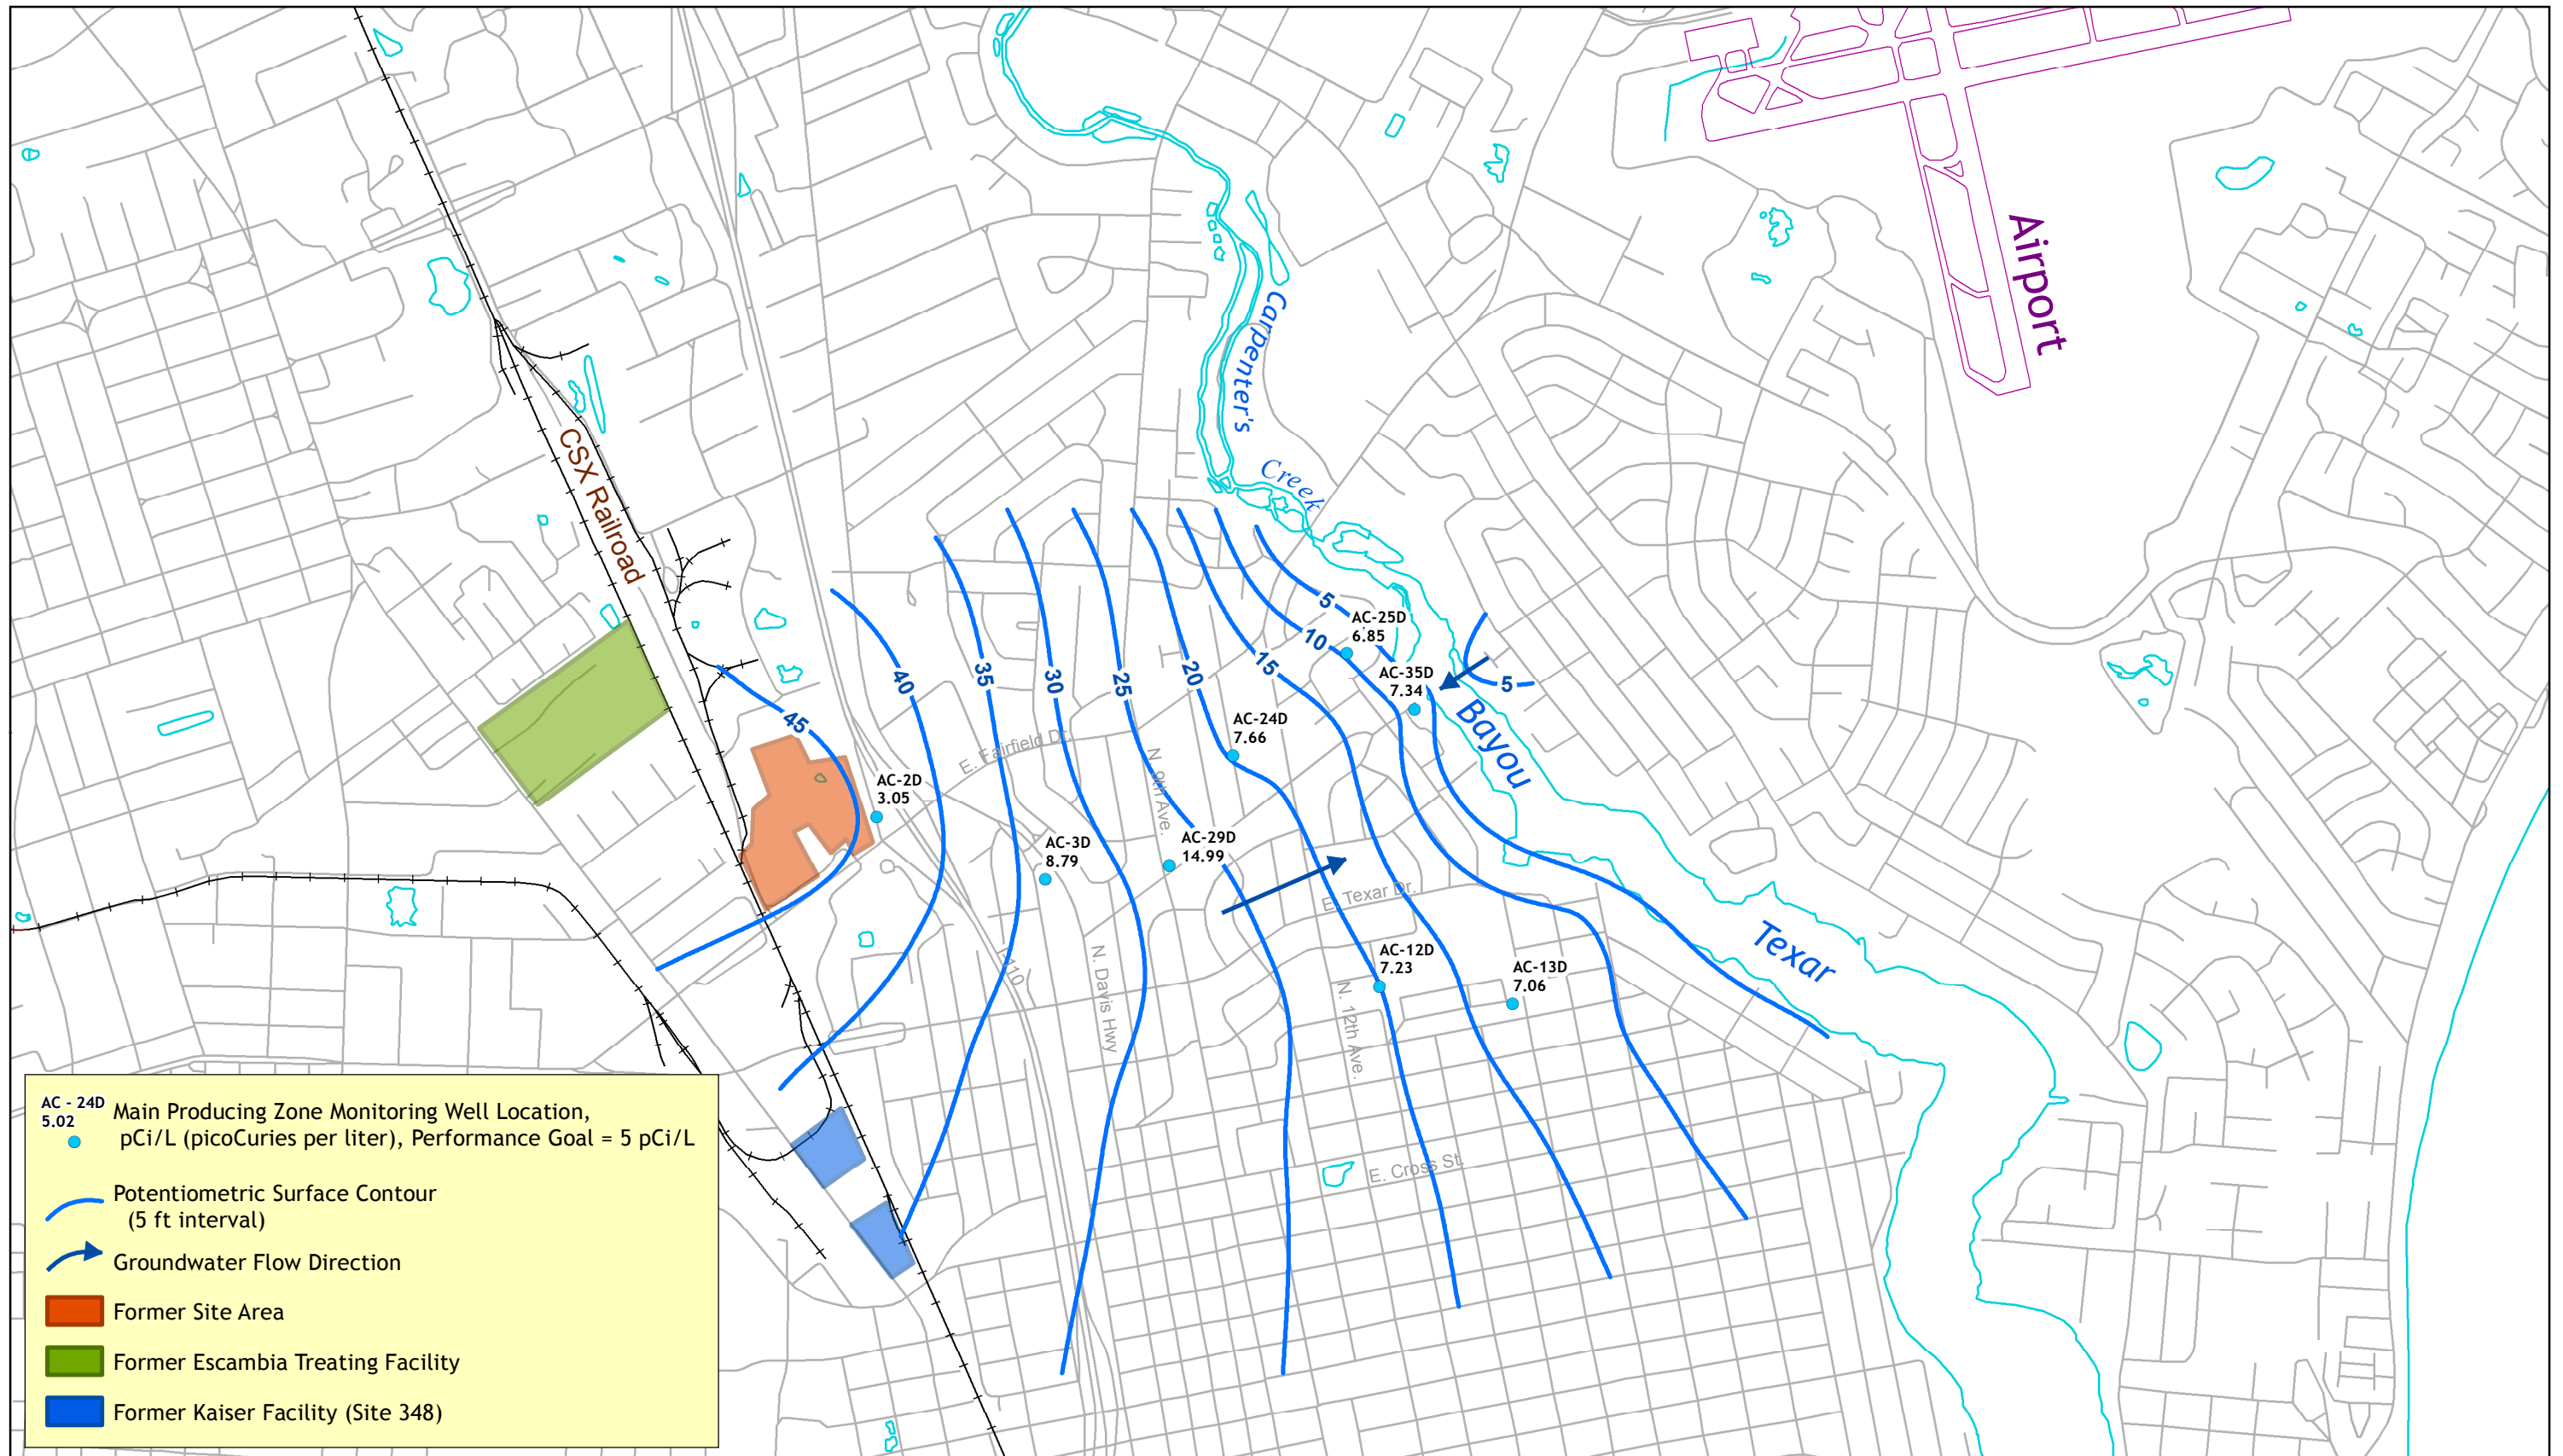 Airport
Carpenter's
Creek
CSX Railroad
5
AC-25D
6.85
10
15
20
25
30
35
40
45
AC-35D
7.34
5
Bayou
AC-24D
7.66
E. Fairfield Dr.
N. 9th Ave.
AC-2D
3.05
AC-3D
8.79
AC-29D
14.99
E. Texar Dr.
Texar
AC-12D
7.23
AC-13D
7.06
I-110
N. Davis Hwy
N. 12th Ave.
E. Cross St.
AC - 24D
5.02
Main Producing Zone Monitoring Well Location,
pCi/L (picoCuries per liter), Performance Goal = 5 pCi/L
Potentiometric Surface Contour
(5 ft interval)
Groundwater Flow Direction
Former Site Area
Former Escambia Treating Facility
Former Kaiser Facility (Site 348)